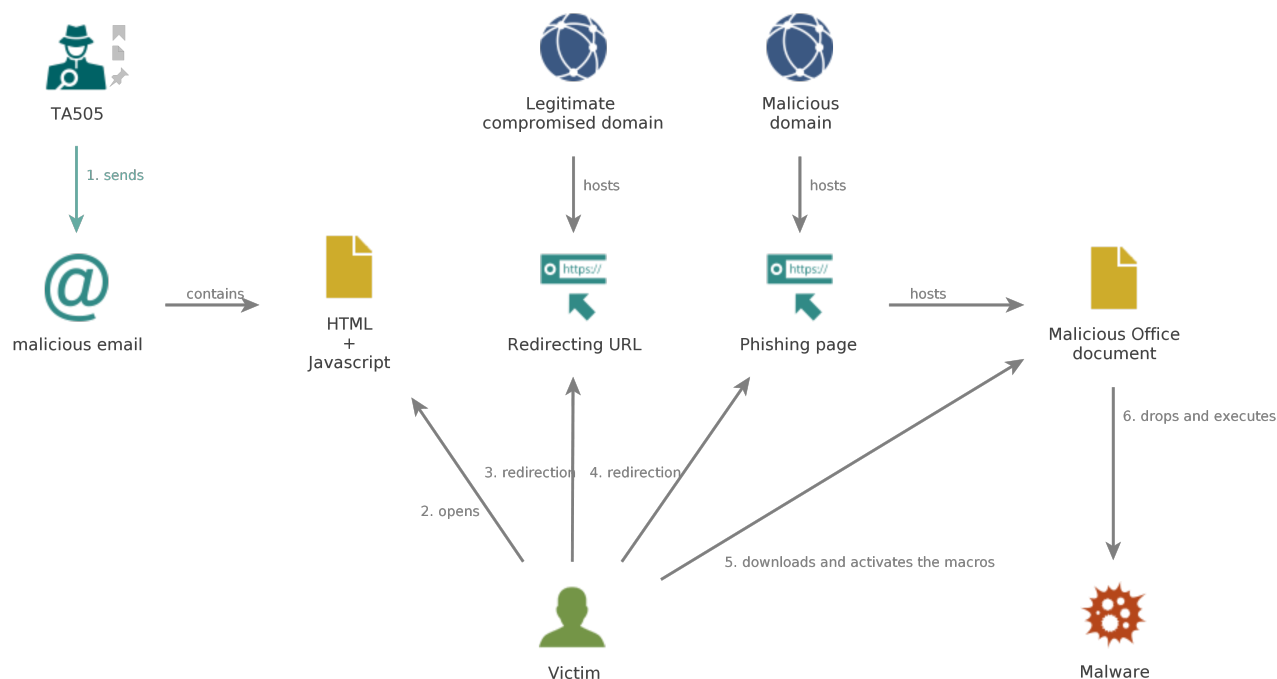 TA505
Legitimate
compromised domain
Malicious
domain
1. sends
hosts
hosts
https://
https://
contains
hosts
malicious email
HTML
+
Javascript
Redirecting URL
Phishing page
Malicious Office
document
6. drops and executes
3. redirection
4. redirection
2. opens
5. downloads and activates the macros
Victim
Malware